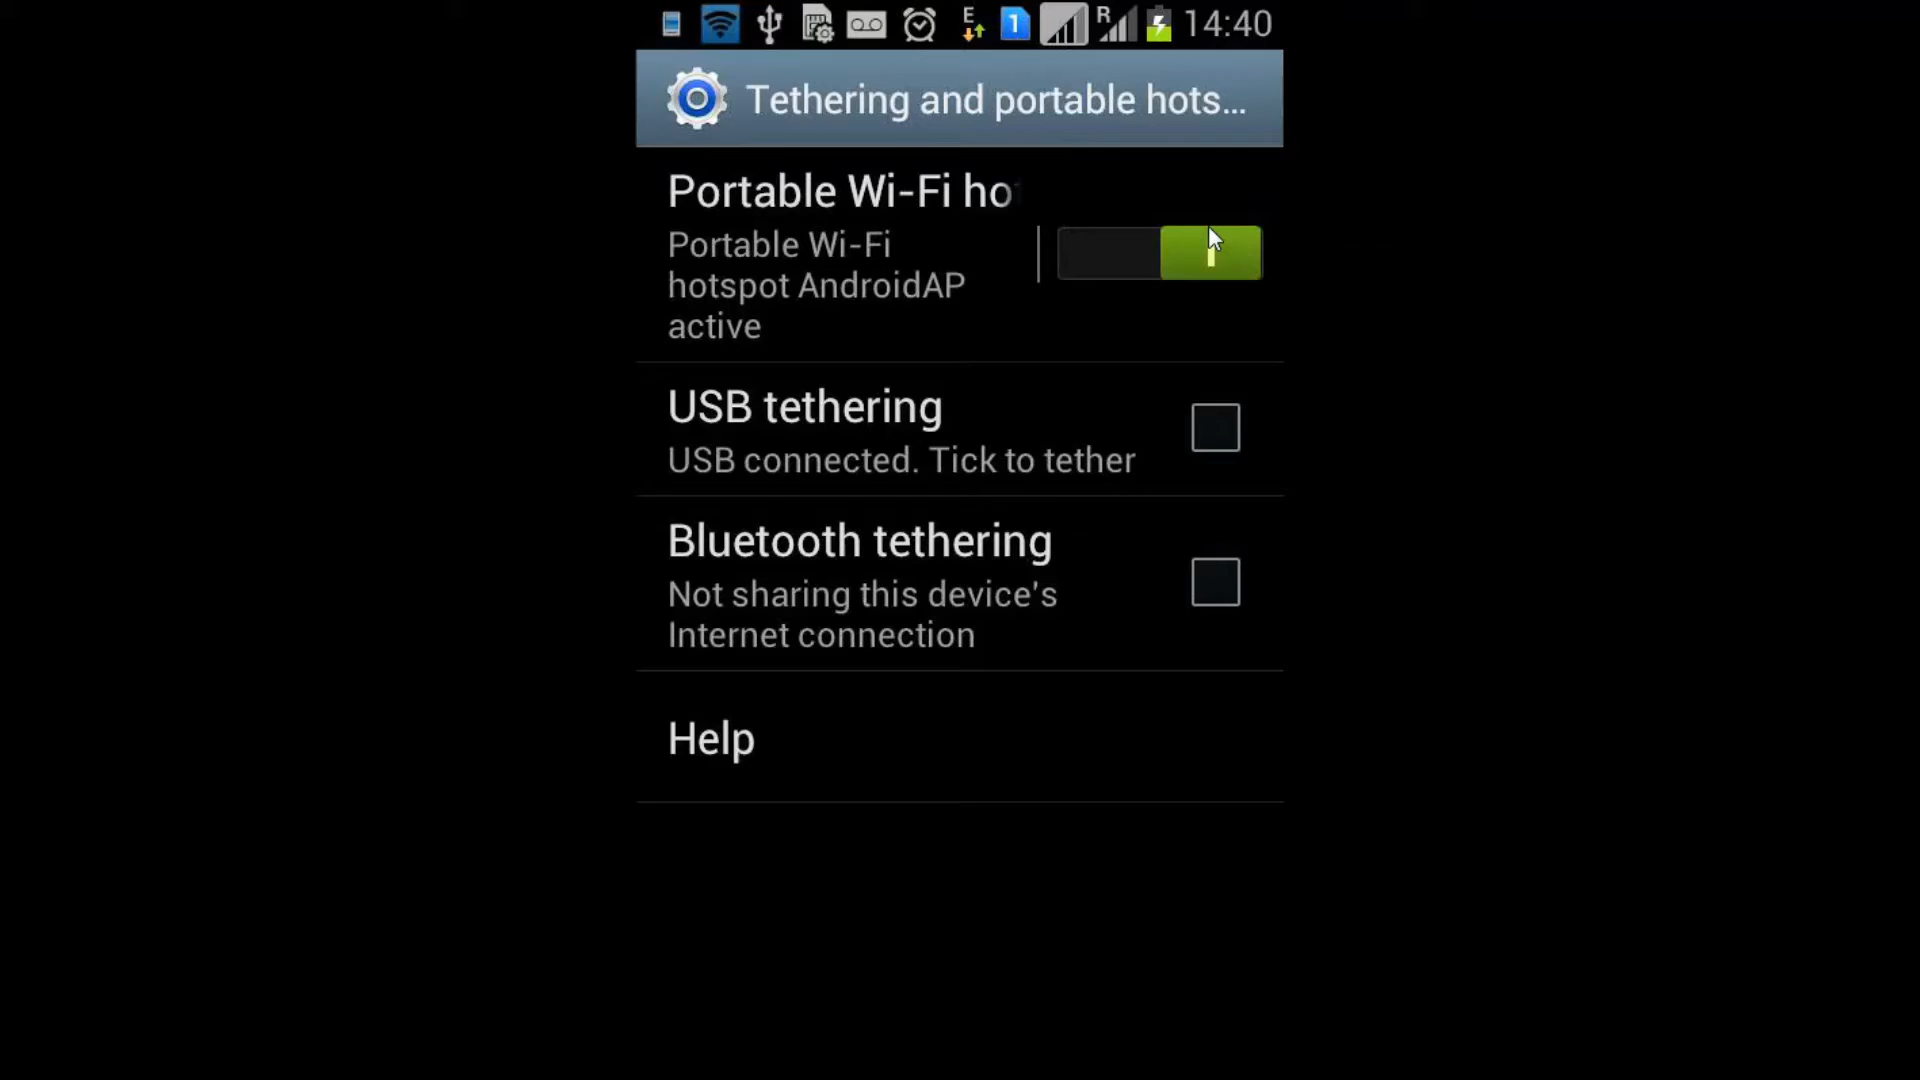 E 1 R 14:40
Tethering and portable hots...
Portable Wi-Fi ho
Portable Wi-Fi
hotspot AndroidAP
active
USB tethering
USB connected. Tick to tether
Bluetooth tethering
Not sharing this device's
Internet connection
Help